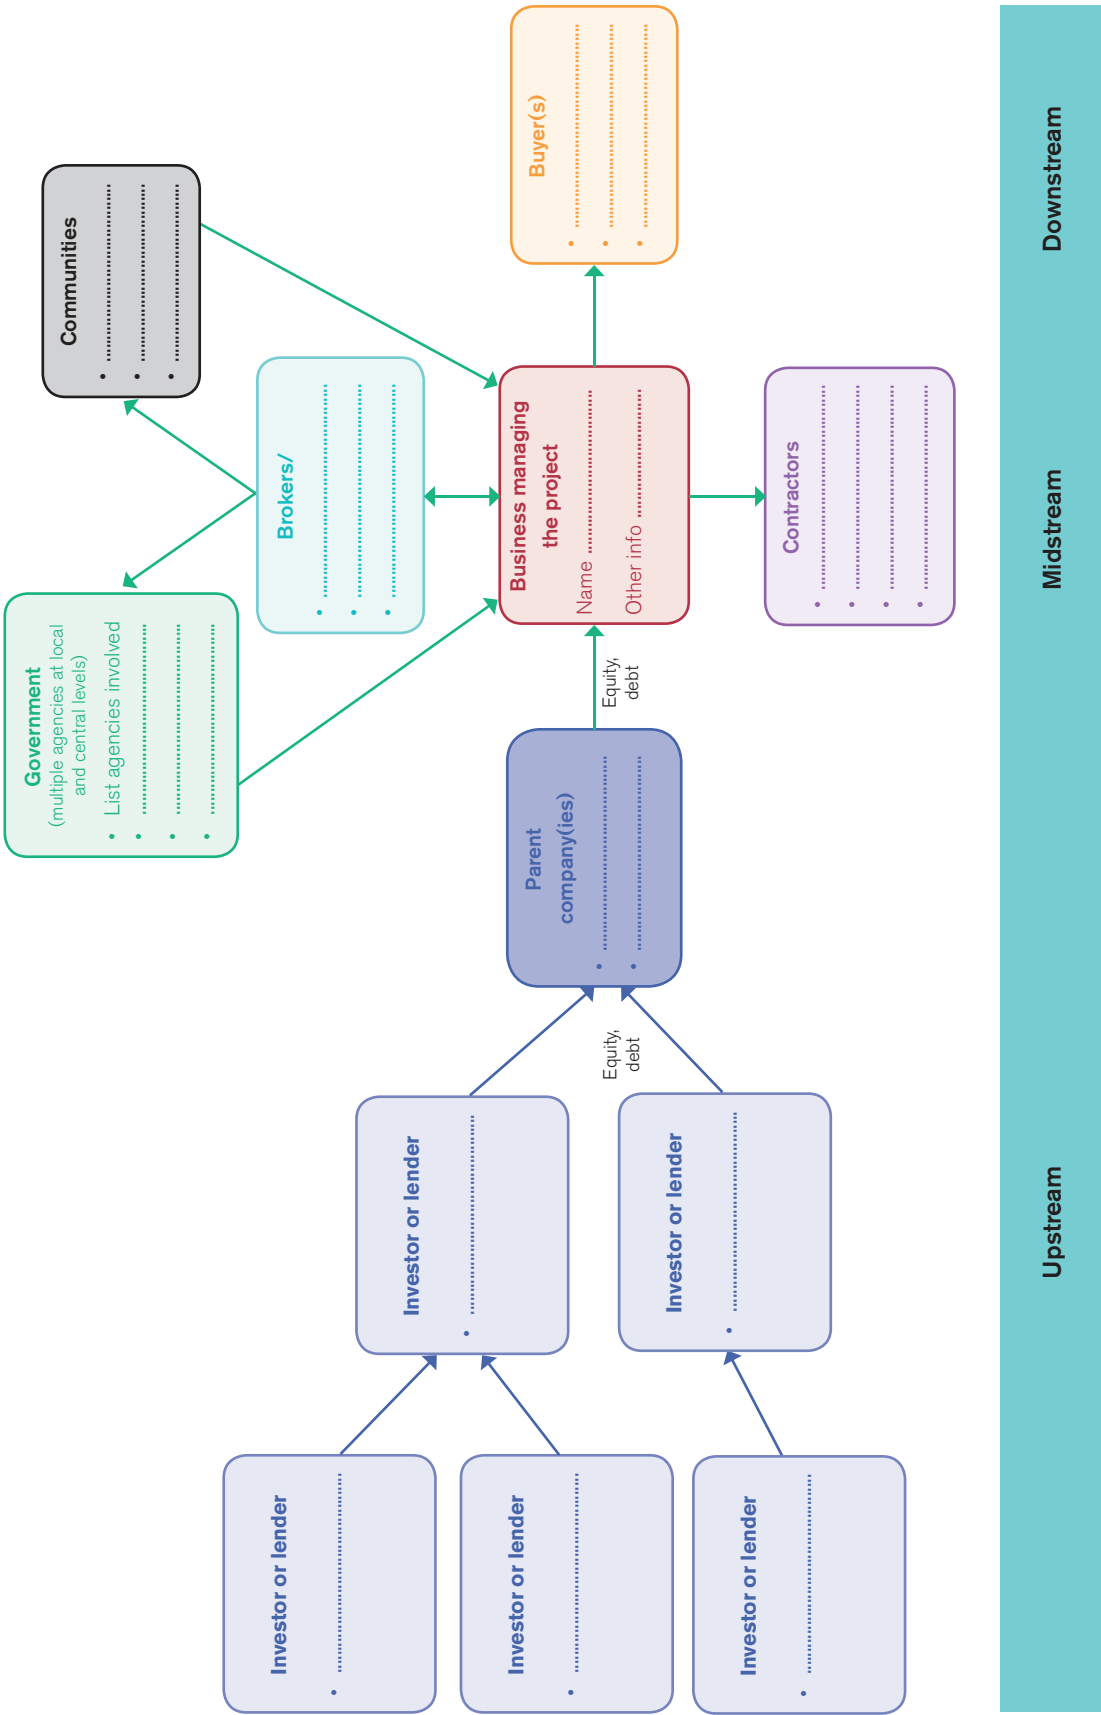 Government
(multiple agencies at local
and central levels)
• List agencies involved
•
•
•
Communities
•
•
•
Brokers/
•
•
•
Investor or lender
•
Investor or lender
•
Investor or lender
•
Investor or lender
•
Investor or lender
•
Equity,
debt
Parent
company(ies)
•
•
Equity,
debt
Business managing
the project
Name
Other info
Buyer(s)
•
•
•
Contractors
•
•
•
•
Upstream
Midstream
Downstream